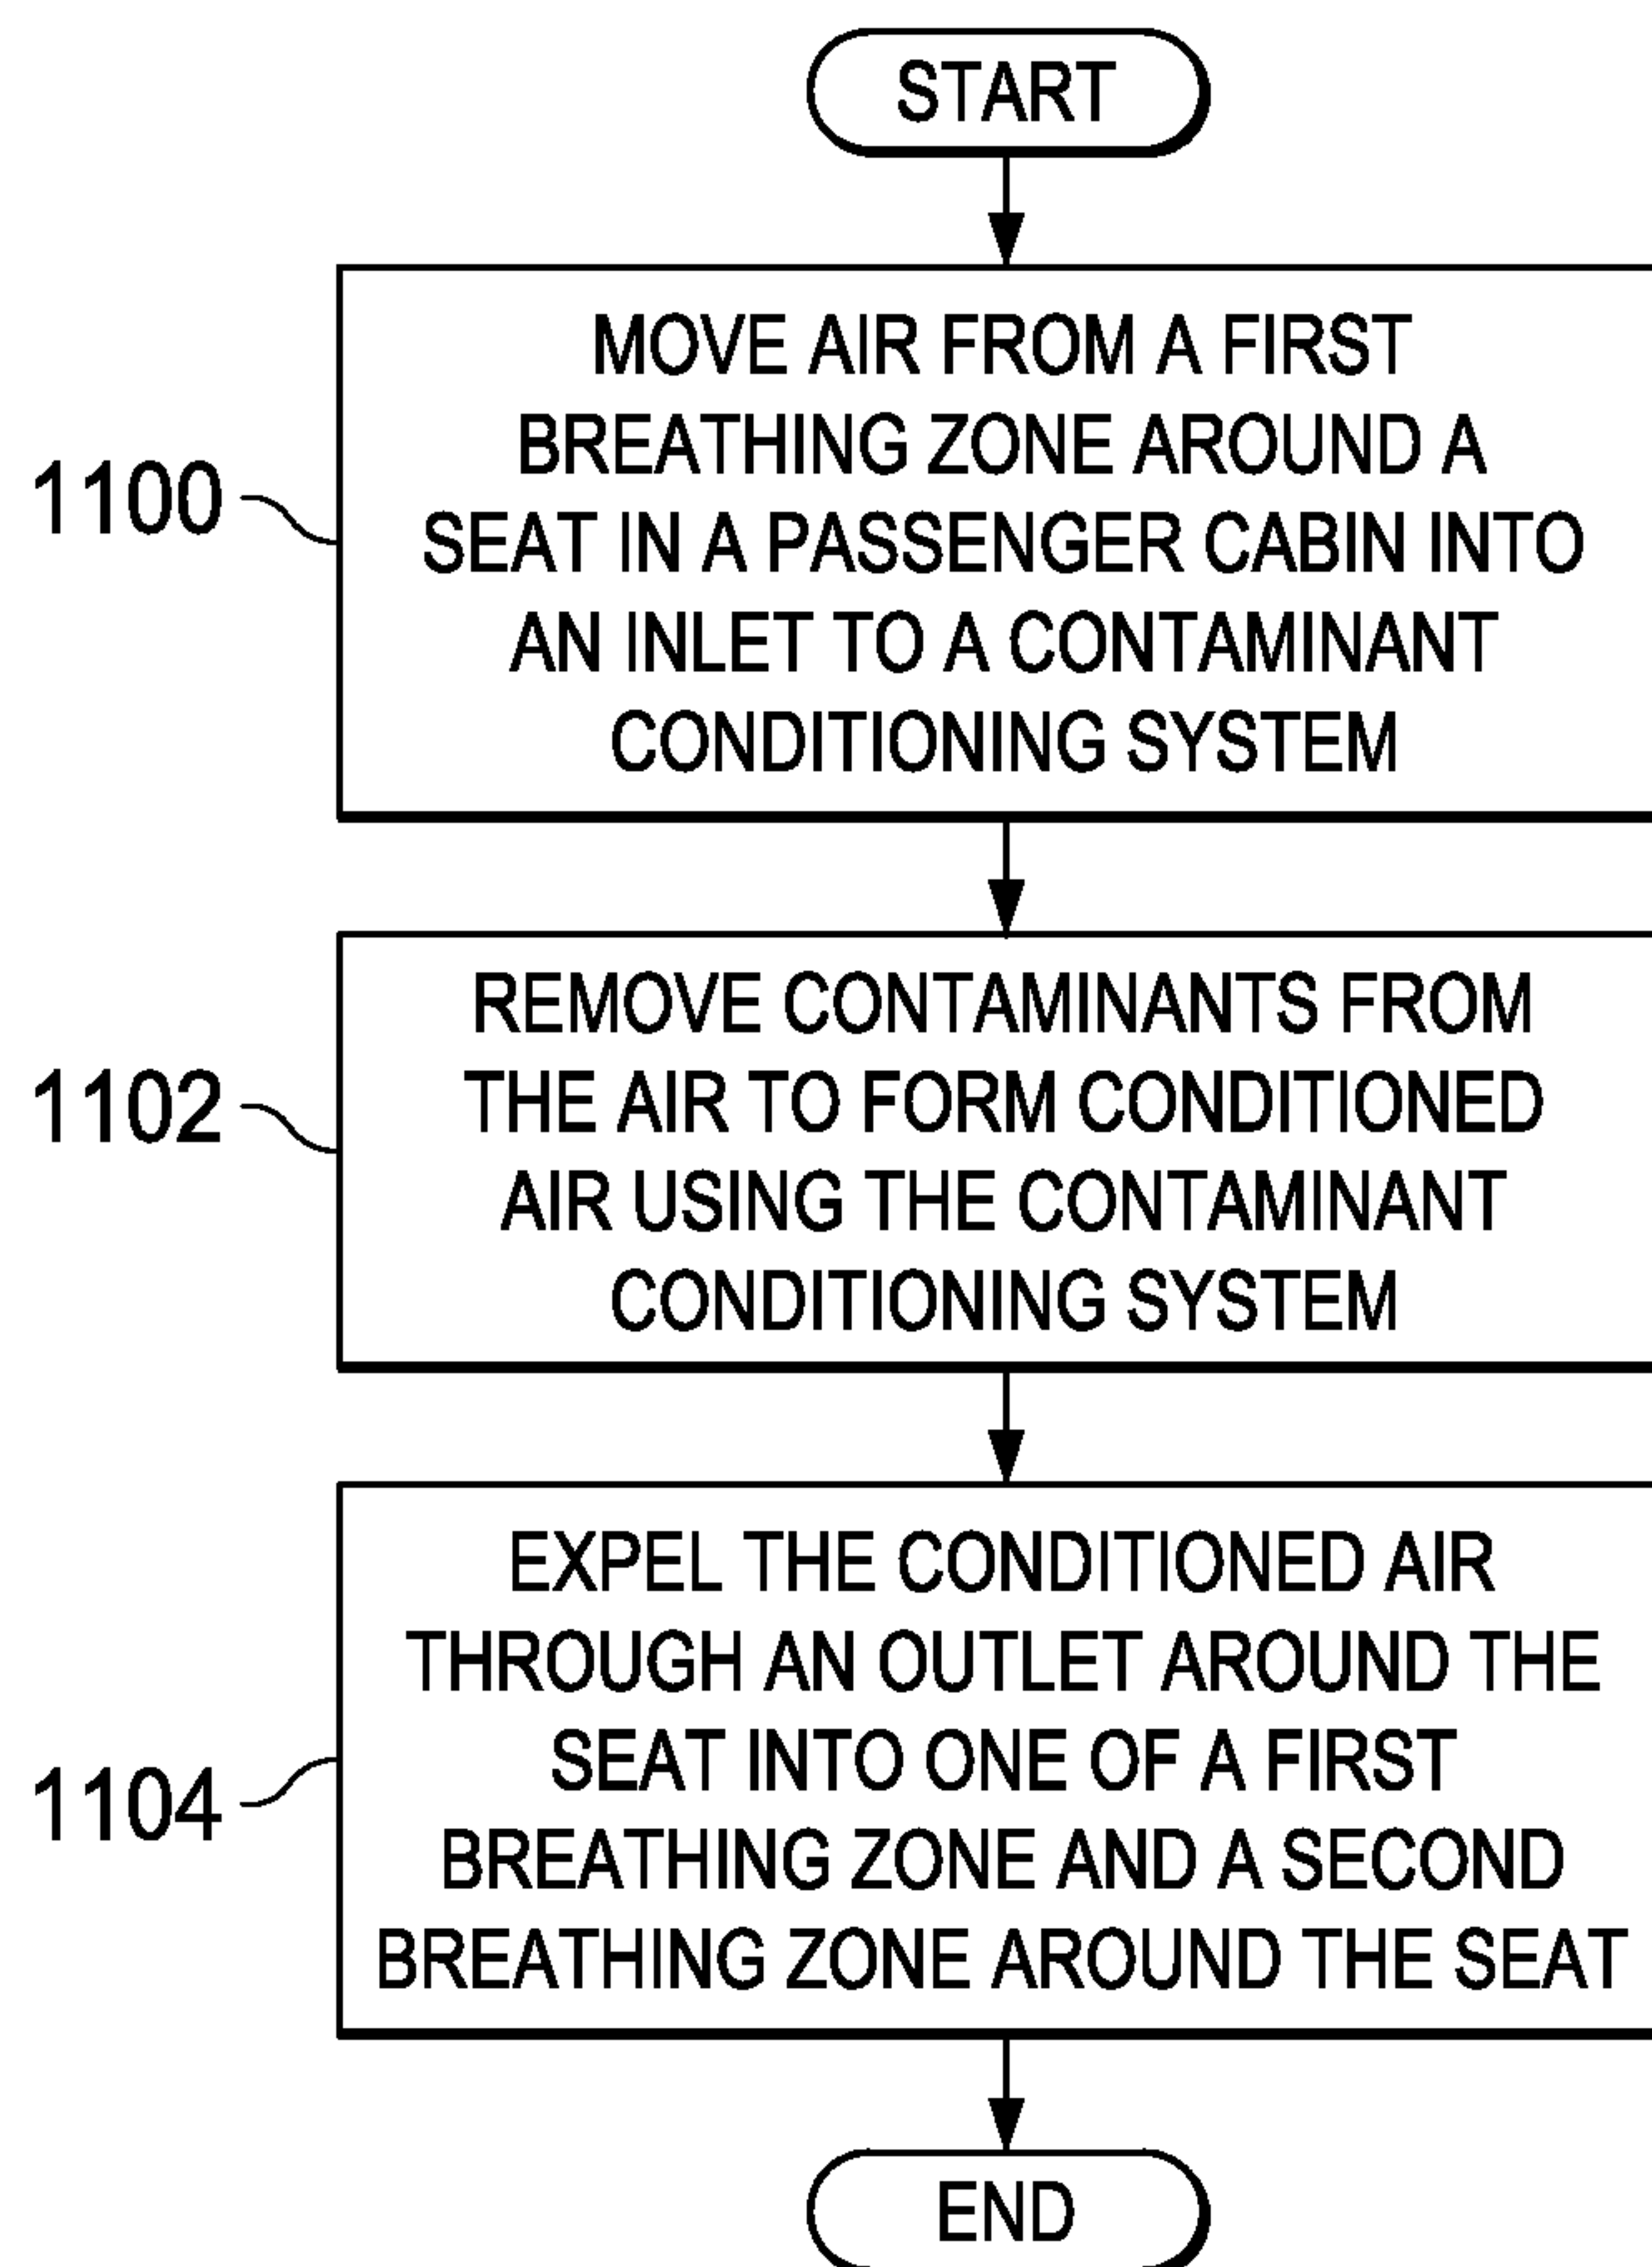 START
MOVE AIR FROM A FIRST
BREATHING ZONE AROUND A
SEAT IN A PASSENGER CABIN INTO
AN INLET TO A CONTAMINANT
CONDITIONING SYSTEM
1100
REMOVE CONTAMINANTS FROM
THE AIR TO FORM CONDITIONED
AIR USING THE CONTAMINANT
CONDITIONING SYSTEM
1102
EXPEL THE CONDITIONED AIR
THROUGH AN OUTLET AROUND THE
SEAT INTO ONE OF A FIRST
BREATHING ZONE AND A SECOND
BREATHING ZONE AROUND THE SEAT
1104
END